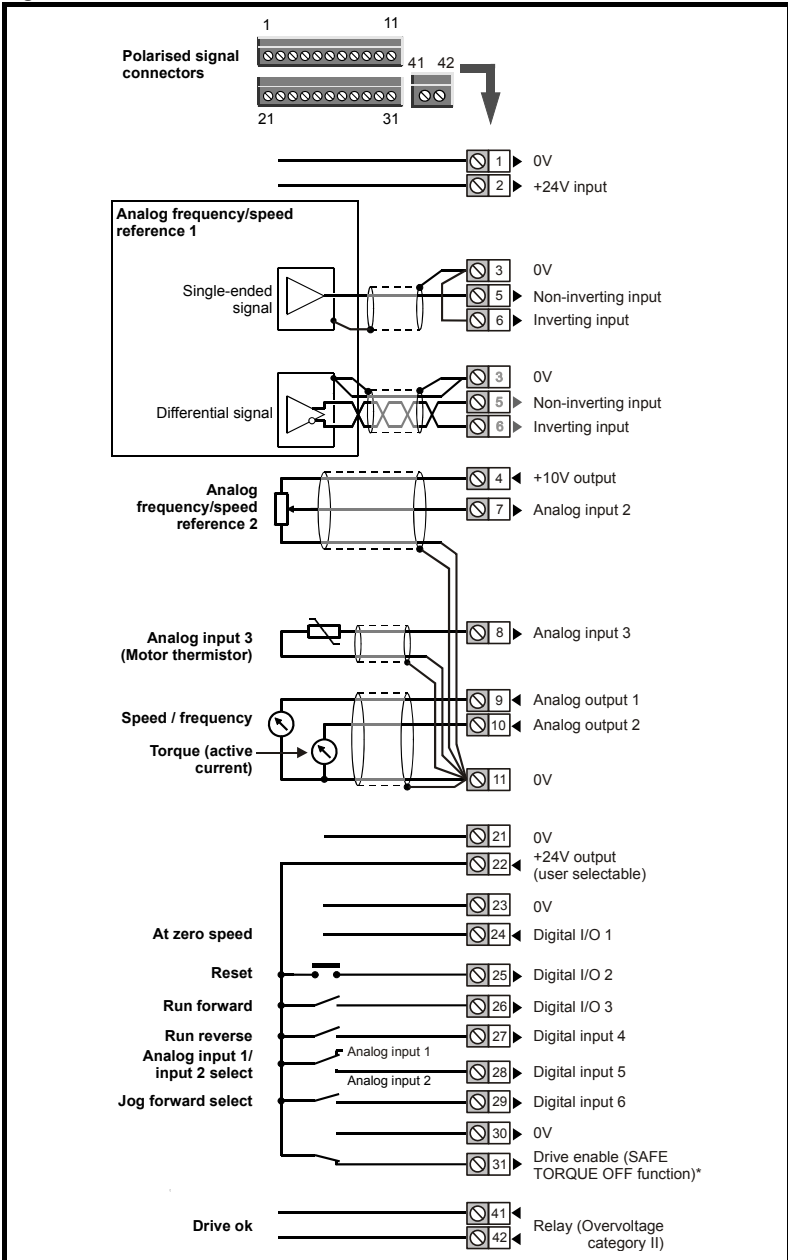 1 11
Polarised signal
connectors
41 42
21 31
1 0V
2 +24V input
Analog frequency/speed
reference 1
Single-ended
signal
3 0V
5 Non-inverting input
6 Inverting input
Differential signal
3 0V
5 Non-inverting input
6 Inverting input
Analog
frequency/speed
reference 2
4 +10V output
7 Analog input 2
Analog input 3
(Motor thermistor)
8 Analog input 3
Speed / frequency
9 Analog output 1
10 Analog output 2
Torque (active
current)
11 0V
21 0V
22 +24V output
(user selectable)
23 0V
At zero speed 24 Digital I/O 1
Reset 25 Digital I/O 2
Run forward 26 Digital I/O 3
Run reverse 27 Digital input 4
Analog input 1/
input 2 select
Analog input 1
Analog input 2
28 Digital input 5
Jog forward select 29 Digital input 6
30 0V
31 Drive enable (SAFE
TORQUE OFF function)*
Drive ok
41
42
Relay (Overvoltage
category II)